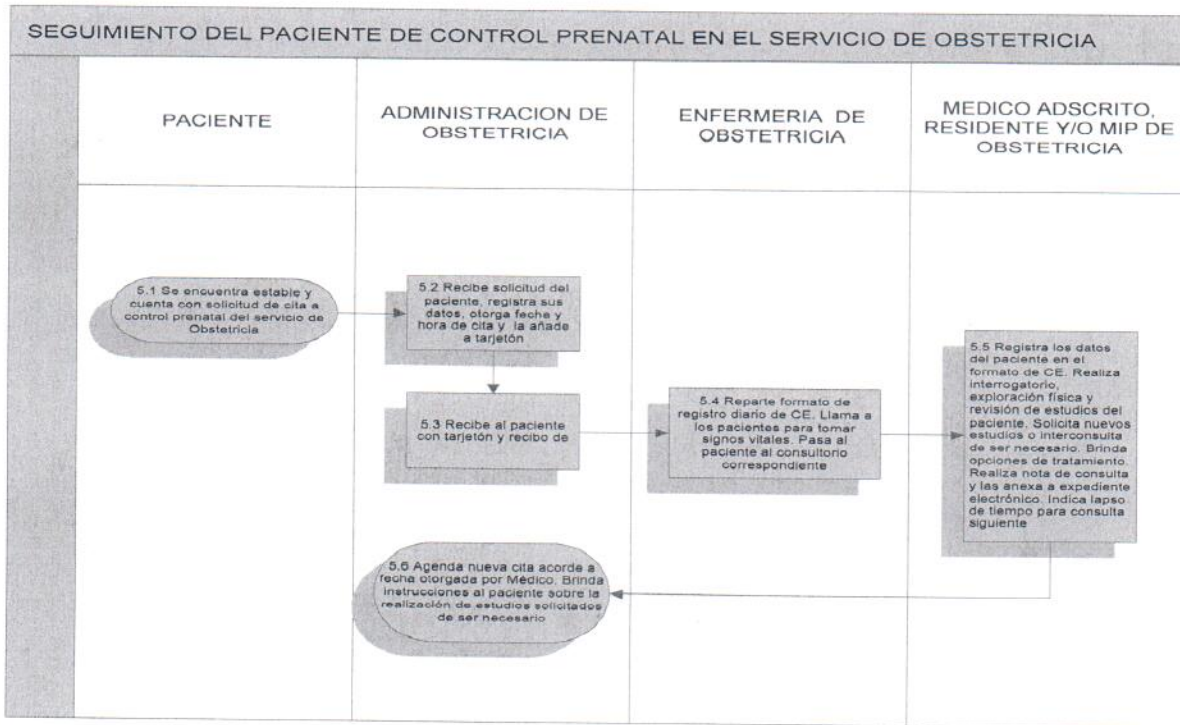 SEGUIMIENTO DEL PACIENTE DE CONTROL PRENATAL EN EL SERVICIO DE OBSTETRICIA
PACIENTE
ADMINISTRACION DE
OBSTETRICIA
ENFERMERIA DE
OBSTETRICIA
MEDICO ADSCRITO,
RESIDENTE Y/O MIP DE
OBSTETRICIA
5.1 Se encuentra estable y
cuenta con solicitud de cita a
control prenatal del servicio de
Obstetricia
5.2 Recibe solicitud del
paciente, registra sus
datos, otorga fecha y
hora de cita y la añade
a tarjetón
5.3 Recibe al paciente
con tarjetón y recibo de
5.4 Reparte formato de
registro diario de CE. Llama a
los pacientes para tomar
signos vitales. Pasa al
paciente al consultorio
correspondiente
5.5 Registra los datos
del paciente en el
formato de CE. Realiza
interrogatorio,
exploración física y
revisión de estudios del
paciente. Solicita nuevos
estudios o interconsulta
de ser necesario. Brinda
opciones de tratamiento.
Realiza nota de consulta
y las anexa a expediente
electrónico. Indica lapso
de tiempo para consulta
siguiente
5.6 Agenda nueva cita acorde a
fecha otorgada por Médico. Brinda
instrucciones al paciente sobre la
realización de estudios solicitados
de ser necesario